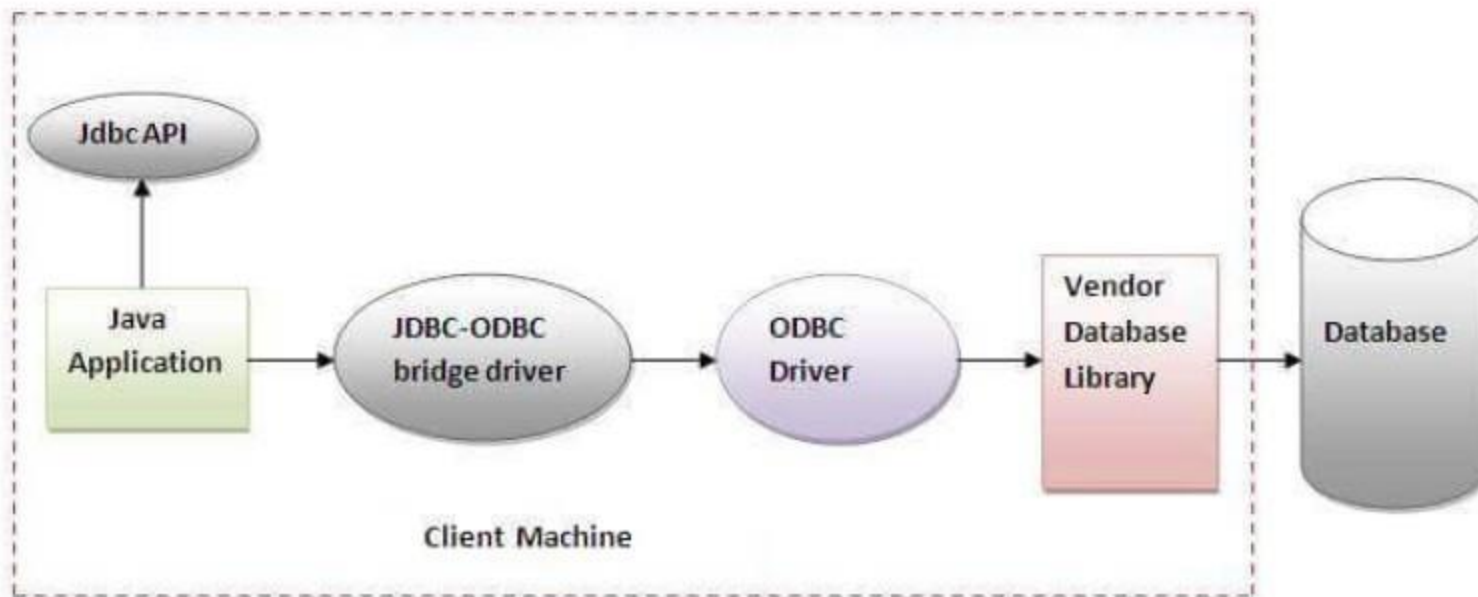 Jdbc API
Java
Application
JDBC-ODBC
bridge driver
ODBC
Driver
Vendor
Database
Library
Database
Client Machine